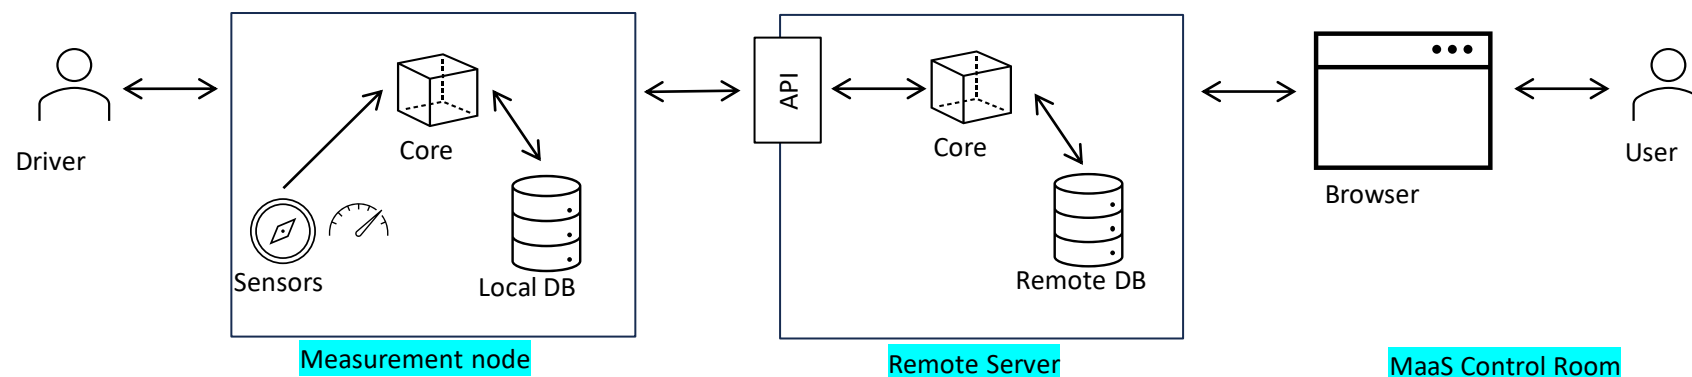 Driver
Core
Sensors
Local DB
Measurement node
API
Core
Remote DB
Remote Server
Browser
User
MaaS Control Room